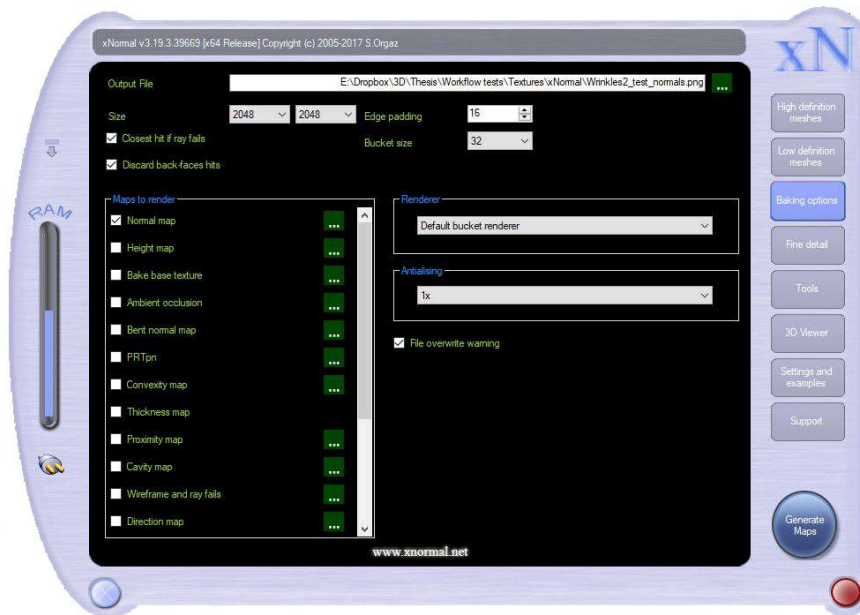 xNormal v3.19.3.39669 [x64 Release] Copyright (c) 2005-2017 S.Orgaz
xN
Output File
E:\Dropbox\3D\Thesis\Workflow tests\Textures\xNormal\Wrinkles2_test_normals.png
...
Size
2048
2048
Edge padding
16
Closest hit if ray fails
Bucket size
32
Discard back-faces hits
RAM
Maps to render
Normal map
...
Height map
...
Bake base texture
...
Ambient occlusion
...
Bent normal map
...
PRTpn
...
Convexity map
...
Thickness map
Proximity map
...
Cavity map
...
Wireframe and ray fails
...
Direction map
...
Renderer
Default bucket renderer
Antialising
1x
File overwrite warning
www.xnormal.net
High definition
meshes
Low definition
meshes
Baking options
Fine detail
Tools
3D Viewer
Settings and
examples
Support
Generate
Maps